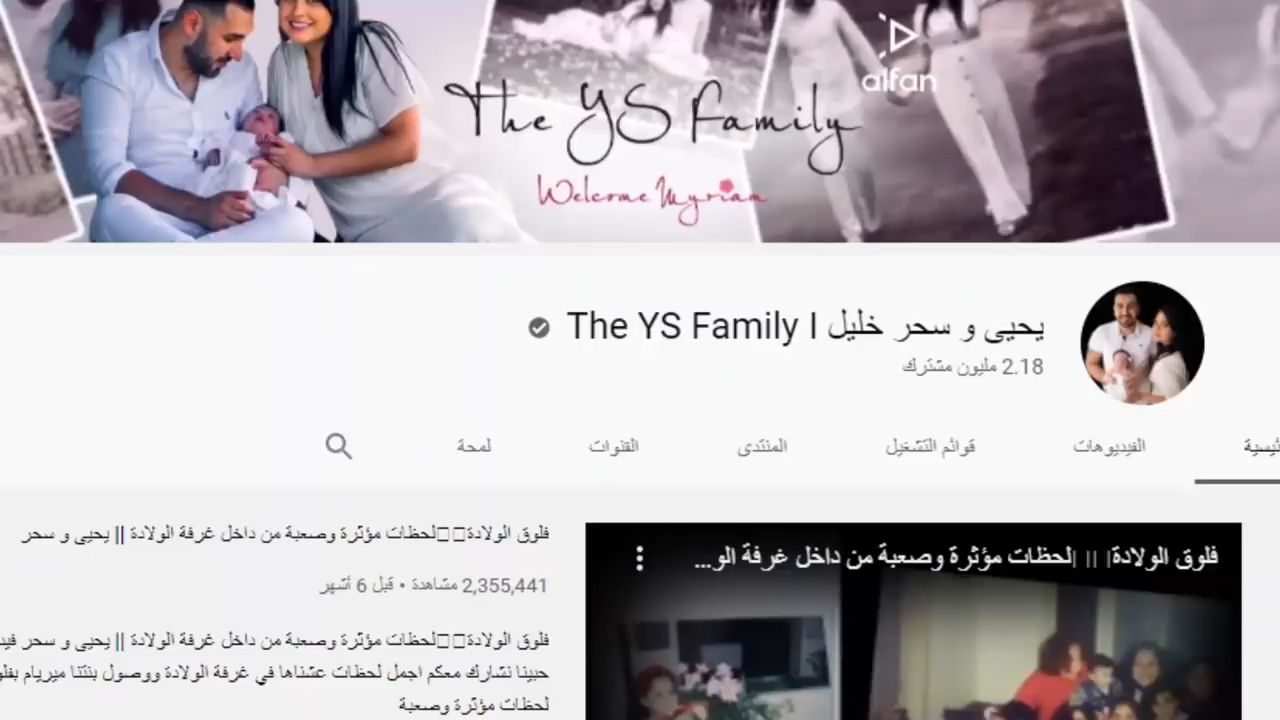 alfan
The YS Family
Welcome Myriam
يحيى و سحر خليل The YS Family I
2.18 مليون مشترك
الفيديوهات
قوائم التشغيل
المنتدى
القنوات
لمحة
فلوق الولادة || لحظات مؤثرة وصعبة من داخل غرفة الو...
فلوق الولادة لحظات مؤثرة وصعبة من داخل غرفة الولادة || يحيى و سحر
2,355,441 مشاهدة • قبل 6 أشهر
فلوق الولادة لحظات مؤثرة وصعبة من داخل غرفة الولادة || يحيى و سحر
حبينا نشارك معكم اجمل لحظات عشناها في غرفة الولادة ووصول بنتنا ميريام
لحظات مؤثرة وصعبة